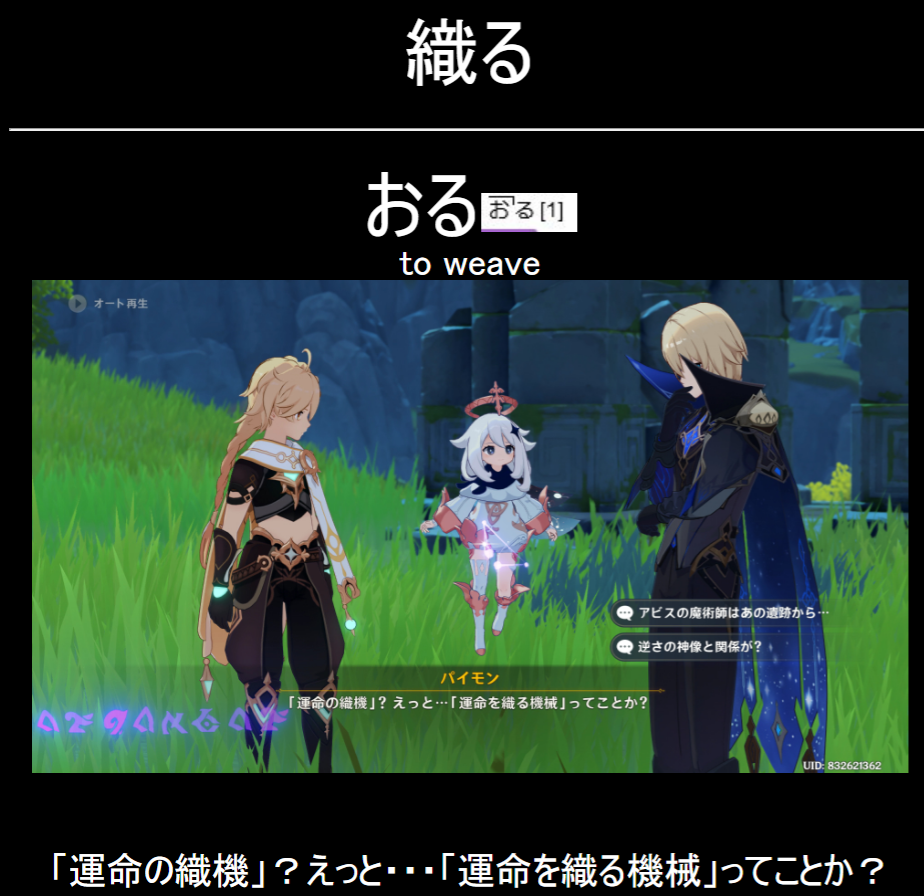 織る
おる おる [1]
to weave
オート再生
アビスの魔術師はあの遺跡から…
逆さの神像と関係が?
パイモン
「運命の織機」? えっと…「運命を織る機械」ってことか?
UID: 832621362
「運命の織機」？えっと・・・「運命を織る機械」ってことか？